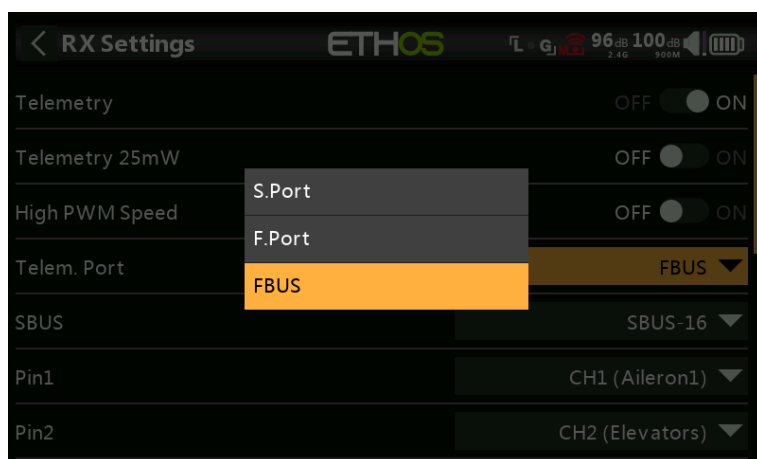 RX Settings ETHOS L G M 96dB 2.4G 100dB 900M
Telemetry OFF ON
Telemetry 25mW OFF ON
S.Port
High PWM Speed OFF ON
F.Port
Telem. Port FBUS
FBUS
SBUS SBUS-16
Pin1 CH1 (Aileron1)
Pin2 CH2 (Elevators)